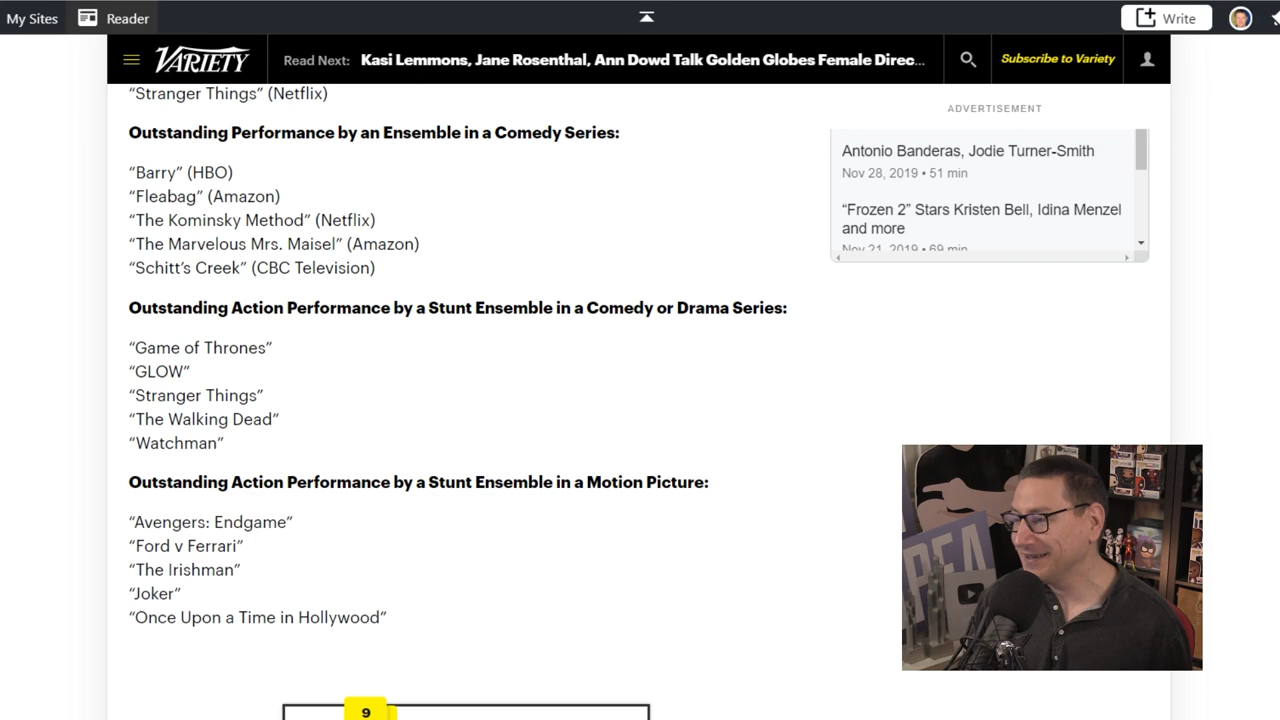 My Sites
Reader
Write
VARIETY
Read Next: Kasi Lemmons, Jane Rosenthal, Ann Dowd Talk Golden Globes Female Direc...
Subscribe to Variety
“Stranger Things” (Netflix)
Outstanding Performance by an Ensemble in a Comedy Series:
“Barry” (HBO)
“Fleabag” (Amazon)
“The Kominsky Method” (Netflix)
“The Marvelous Mrs. Maisel” (Amazon)
“Schitt’s Creek” (CBC Television)
Outstanding Action Performance by a Stunt Ensemble in a Comedy or Drama Series:
“Game of Thrones”
“GLOW”
“Stranger Things”
“The Walking Dead”
“Watchman”
Outstanding Action Performance by a Stunt Ensemble in a Motion Picture:
“Avengers: Endgame”
“Ford v Ferrari”
“The Irishman”
“Joker”
“Once Upon a Time in Hollywood”
9
ADVERTISEMENT
Antonio Banderas, Jodie Turner-Smith
Nov 28, 2019 • 51 min
“Frozen 2” Stars Kristen Bell, Idina Menzel
and more
Nov 21, 2019 • 69 min